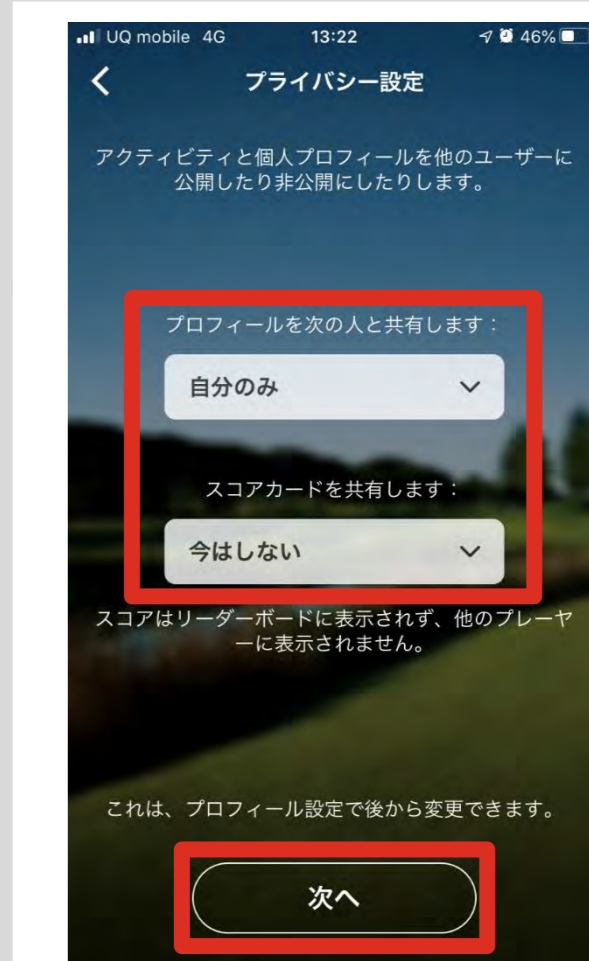 UQ mobile 4G 13:22 46%
プライバシー設定
アクティビティと個人プロフィールを他のユーザーに
公開したり非公開にしたりします。
プロフィールを次の人と共有します：
自分のみ
スコアカードを共有します：
今はしない
スコアはリーダーボードに表示されず、他のプレーヤ
ーに表示されません。
これは、プロフィール設定で後から変更できます。
次へ